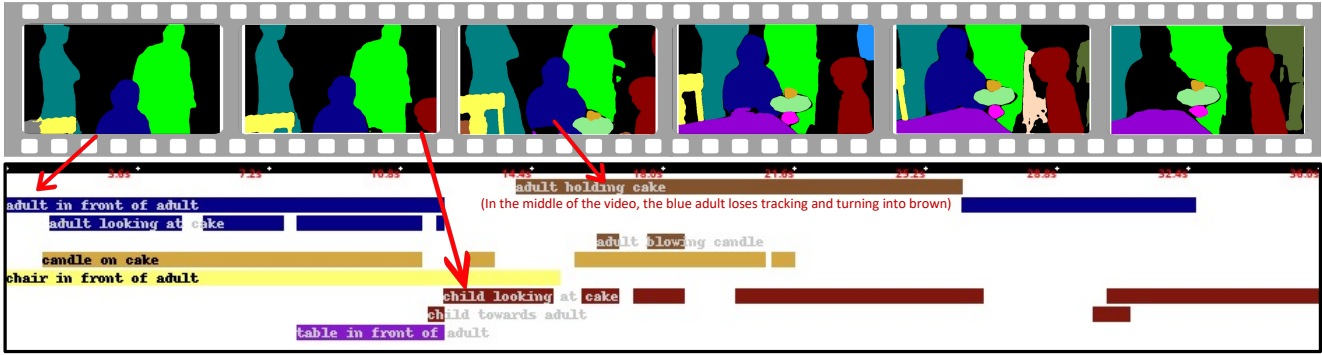 3.6s 7.2s 10.8s 14.4s 18.0s 21.6s 25.2s 28.8s 32.4s 36.0s
adult holding cake
adult in front of adult
(In the middle of the video, the blue adult loses tracking and turning into brown)
adult looking at cake
adult blowing candle
candle on cake
chair in front of adult
child looking at cake
child towards adult
table in front of adult